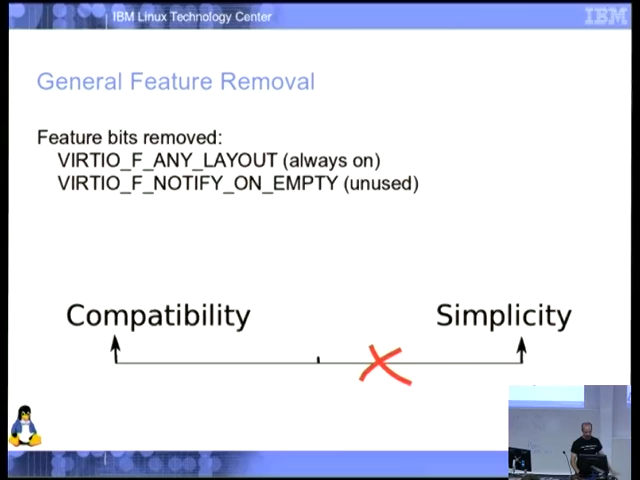 IBM Linux Technology Center
IBM
General Feature Removal
Feature bits removed:
VIRTIO_F_ANY_LAYOUT (always on)
VIRTIO_F_NOTIFY_ON_EMPTY (unused)
Compatibility
Simplicity